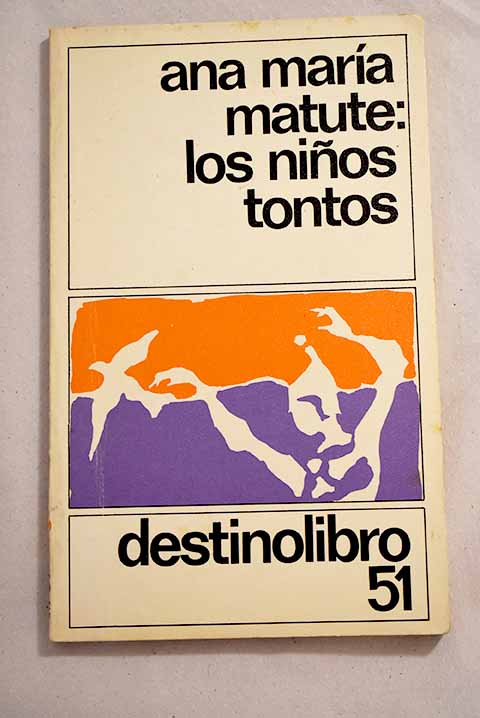 ana maría
matute:
los niños
tontos
destinolibro
51